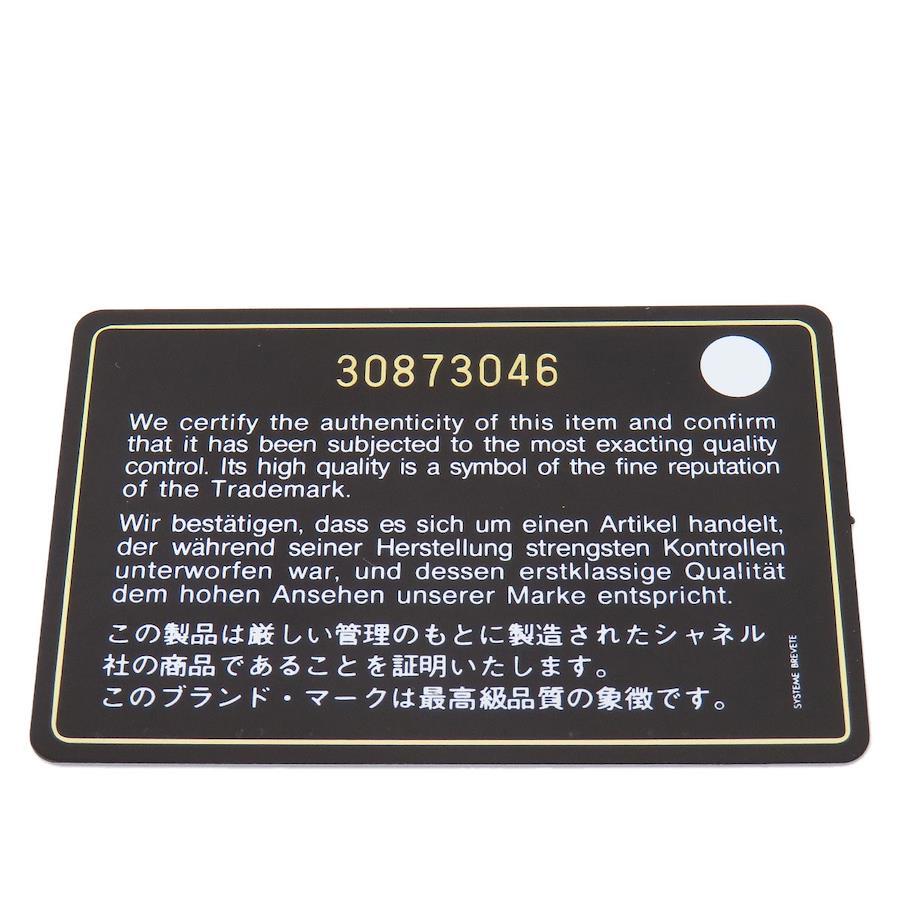 30873046
We certify the authenticity of this item and confirm
that it has been subjected to the most exacting quality
control. Its high quality is a symbol of the fine reputation
of the Trademark.
Wir bestätigen, dass es sich um einen Artikel handelt,
der während seiner Herstellung strengsten Kontrollen
unterworfen war, und dessen erstklassige Qualität
dem hohen Ansehen unserer Marke entspricht.
この製品は厳しい管理のもとに製造されたシャネル
社の商品であることを証明いたします。
このブランド・マークは最高級品質の象徴です。
SYSTEME BREVETE